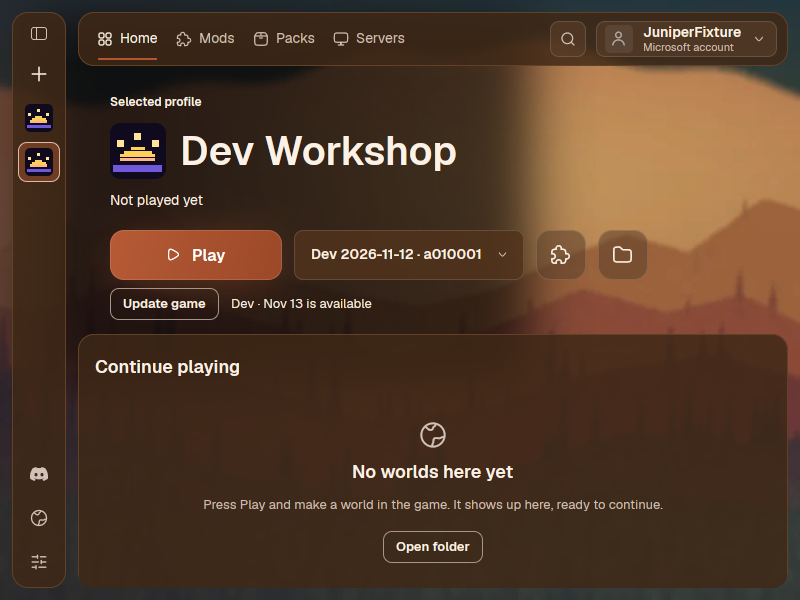 Home
Mods
Packs
Servers
JuniperFixture
Microsoft account
Selected profile
Dev Workshop
Not played yet
Play
Dev 2026-11-12 · a010001
Update game
Dev · Nov 13 is available
Continue playing
No worlds here yet
Press Play and make a world in the game. It shows up here, ready to continue.
Open folder